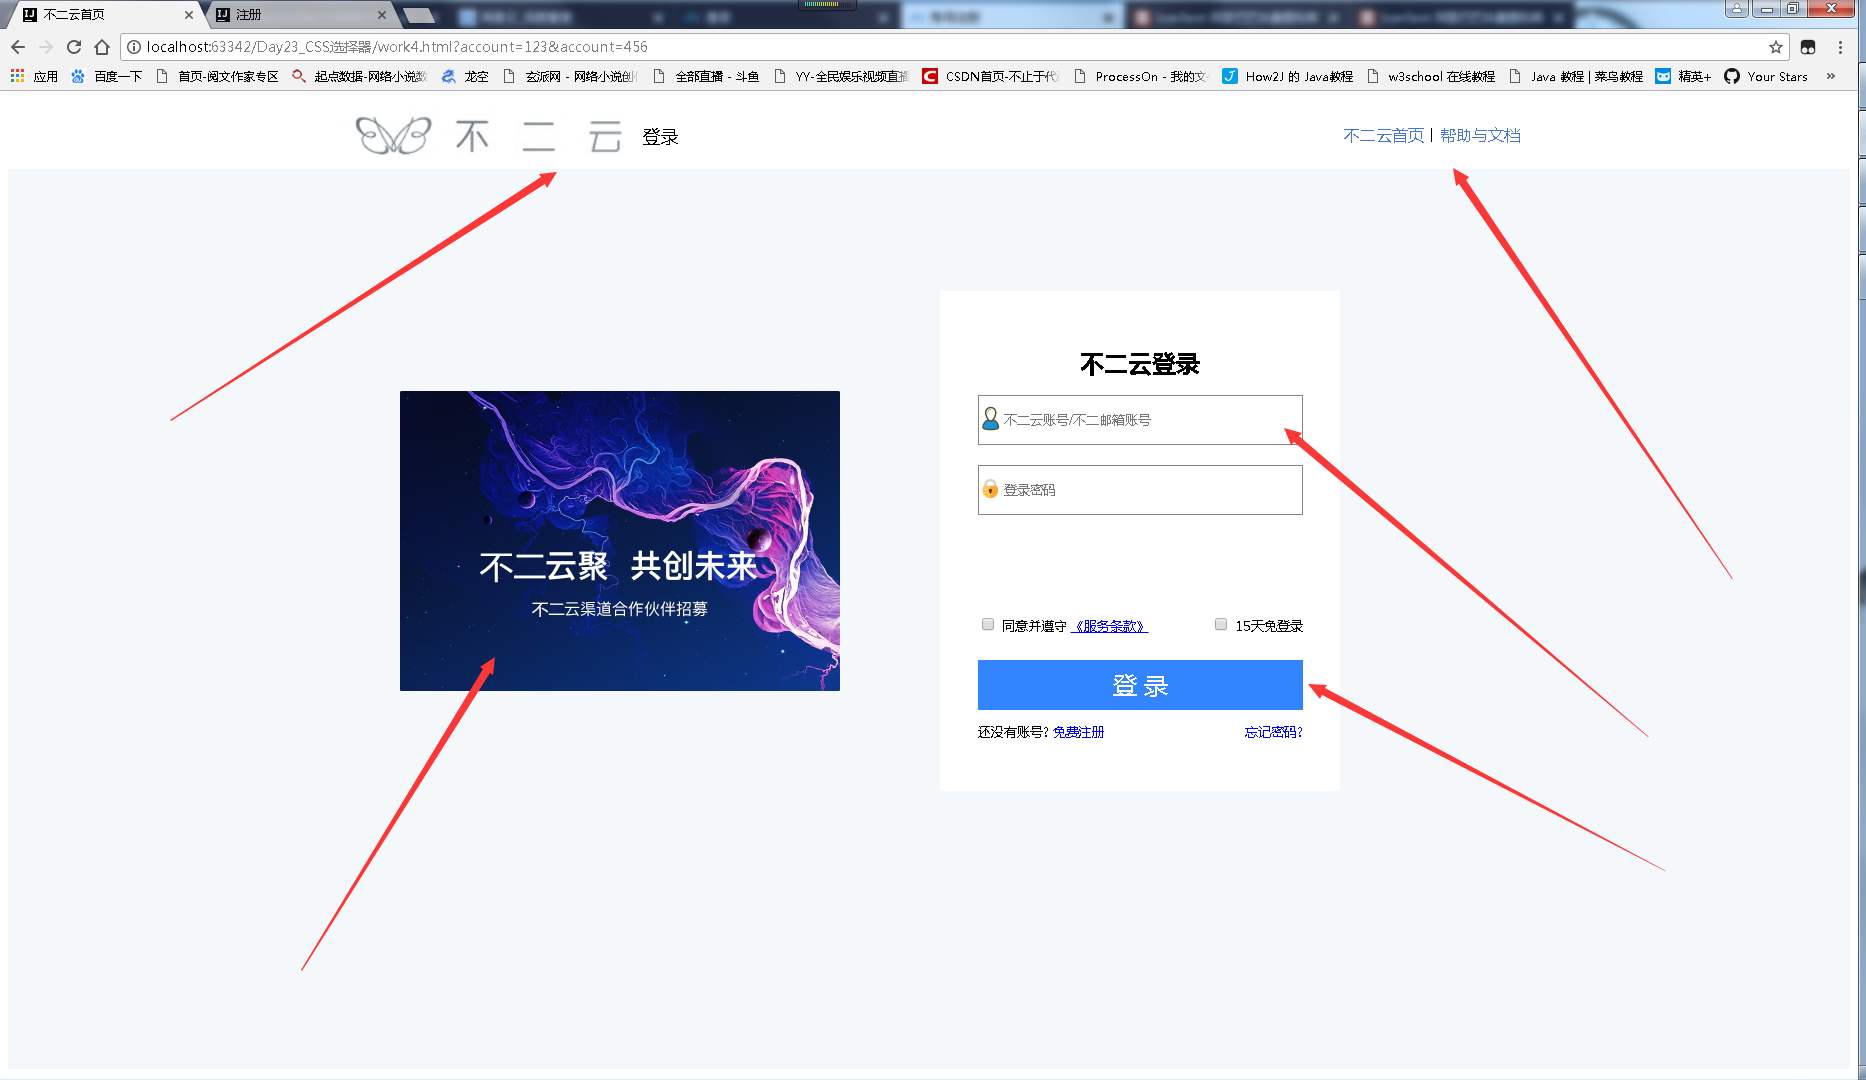 不二云首页
注册
localhost:63342/Day23_CSS选择器/work4.html?account=123&account=456
应用 百度一下 首页-阅文作家专区 起点数据-网络小说数 龙空 玄派网 - 网络小说创 全部直播 - 斗鱼 YY-全民娱乐视频直播 CSDN首页-不止于代 ProcessOn - 我的文 How2J 的 Java教程 w3school 在线教程 Java 教程 | 菜鸟教程 精英+ Your Stars »
不二云 登录
不二云首页 | 帮助与文档
不二云聚 共创未来
不二云渠道合作伙伴招募
不二云登录
不二云账号/不二邮箱账号
登录密码
同意并遵守 《服务条款》 15天免登录
登 录
还没有账号? 免费注册 忘记密码?